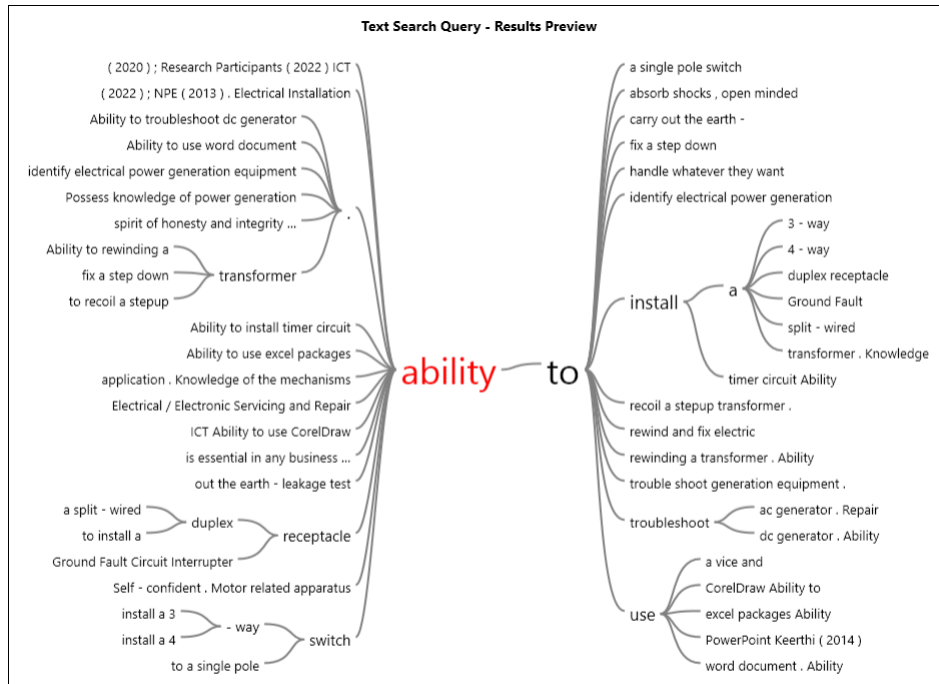 Text Search Query - Results Preview
( 2020 ) ; Research Participants ( 2022 ) ICT
( 2022 ) ; NPE ( 2013 ) . Electrical Installation
Ability to troubleshoot dc generator
Ability to use word document
identify electrical power generation equipment
Possess knowledge of power generation
spirit of honesty and integrity ...
.
Ability to rewinding a
fix a step down
to recoil a stepup
transformer
Ability to install timer circuit
Ability to use excel packages
application . Knowledge of the mechanisms
Electrical / Electronic Servicing and Repair
ICT Ability to use CorelDraw
is essential in any business ...
out the earth - leakage test
a split - wired
to install a
duplex
Ground Fault Circuit Interrupter
receptacle
Self - confident . Motor related apparatus
install a 3
install a 4
- way
to a single pole
switch
ability
to
a single pole switch
absorb shocks , open minded
carry out the earth -
fix a step down
handle whatever they want
identify electrical power generation
install
a
3 - way
4 - way
duplex receptacle
Ground Fault
split - wired
transformer . Knowledge
timer circuit Ability
recoil a stepup transformer .
rewind and fix electric
rewinding a transformer . Ability
trouble shoot generation equipment .
troubleshoot
ac generator . Repair
dc generator . Ability
use
a vice and
CorelDraw Ability to
excel packages Ability
PowerPoint Keerthi ( 2014 )
word document . Ability